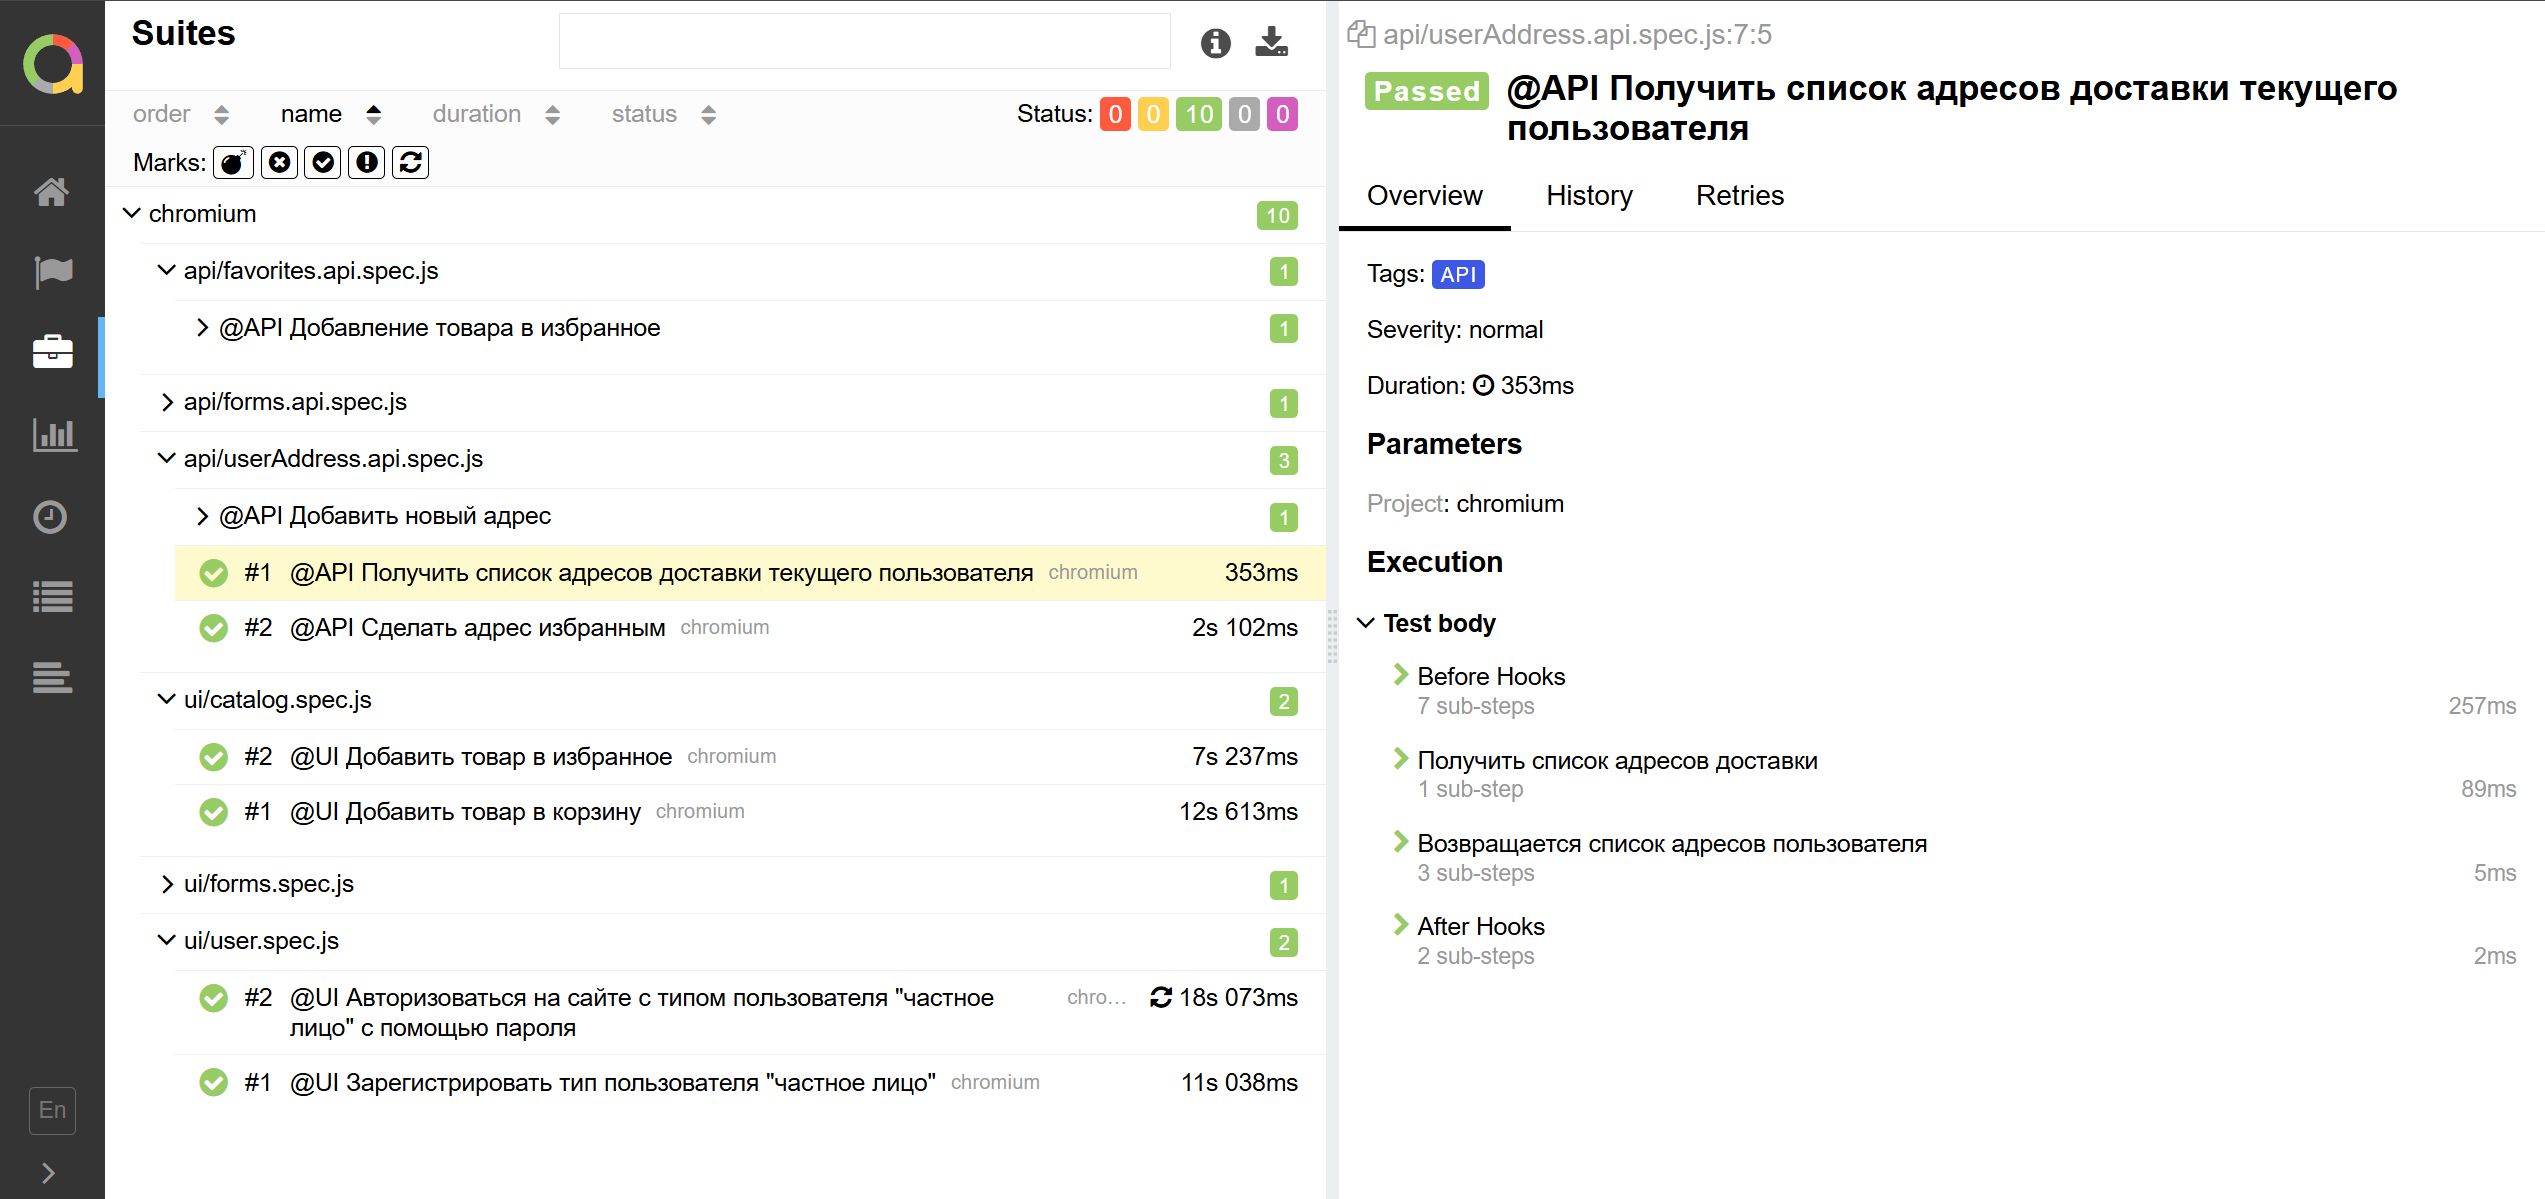 Suites
order name duration status Status: 0 0 10 0 0
Marks:
chromium 10
api/favorites.api.spec.js 1
@API Добавление товара в избранное 1
api/forms.api.spec.js 1
api/userAddress.api.spec.js 3
@API Добавить новый адрес 1
#1 @API Получить список адресов доставки текущего пользователя chromium 353ms
#2 @API Сделать адрес избранным chromium 2s 102ms
ui/catalog.spec.js 2
#2 @UI Добавить товар в избранное chromium 7s 237ms
#1 @UI Добавить товар в корзину chromium 12s 613ms
ui/forms.spec.js 1
ui/user.spec.js 2
#2 @UI Авторизоваться на сайте с типом пользователя "частное chro… 18s 073ms
лицо" с помощью пароля
#1 @UI Зарегистрировать тип пользователя "частное лицо" chromium 11s 038ms
En
api/userAddress.api.spec.js:7:5
Passed @API Получить список адресов доставки текущего
пользователя
Overview History Retries
Tags: API
Severity: normal
Duration: 353ms
Parameters
Project: chromium
Execution
Test body
Before Hooks
7 sub-steps 257ms
Получить список адресов доставки
1 sub-step 89ms
Возвращается список адресов пользователя
3 sub-steps 5ms
After Hooks
2 sub-steps 2ms